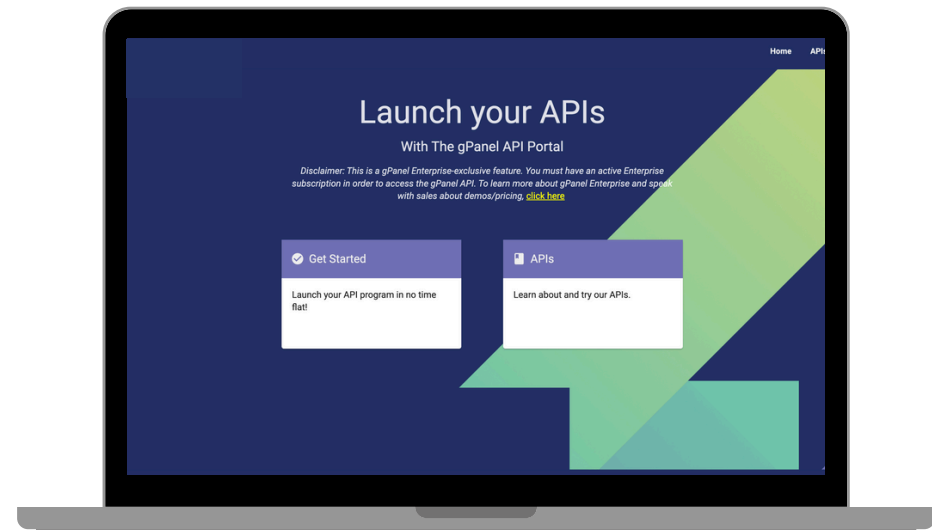 Home
Launch your APIs
With The gPanel API Portal
Disclaimer: This is a gPanel Enterprise-exclusive feature. You must have an active Enterprise
subscription in order to access the gPanel API. To learn more about gPanel Enterprise and speak
with sales about demos/pricing, click here
Get Started
APIs
Launch your API program in no time
flat!
Learn about and try our APIs.